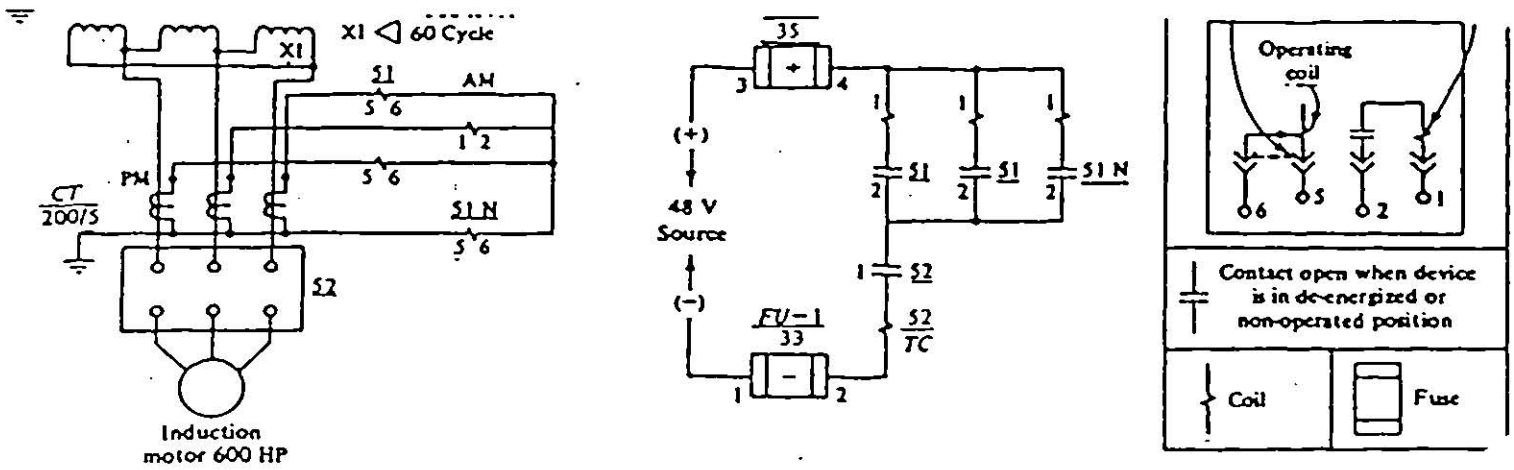 X1 60 Cycle
X1
51
AM
5 6
1 2
5 6
PM
CT
200/5
51 N
5 6
52
Induction
motor 600 HP
35
3 + 4
(+)
48 V
Source
(-)
1 1 1
2 51 2 51 2 51 N
1 52
52
TC
FU-1
33
1 - 2
Operating
coil
6 5 2 1
Contact open when device
is in de-energized or
non-operated position
Coil
Fuse